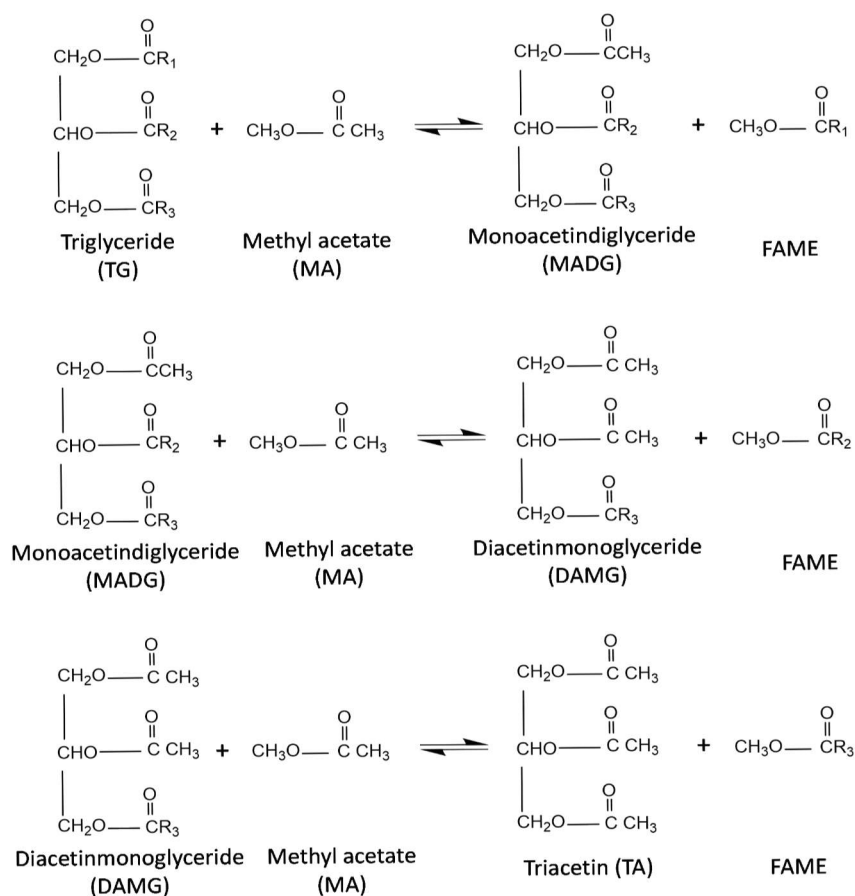 O O
CH₂O CR₁ CH₂O CCH₃
O O O O
CHO CR₂ + CH₃O C CH₃ CHO CR₂ + CH₃O CR₁
O O
CH₂O CR₃ CH₂O CR₃
Triglyceride Methyl acetate Monoacetindiglyceride FAME
(TG) (MA) (MADG)
O O
CH₂O CCH₃ CH₂O C CH₃
O O O O
CHO CR₂ + CH₃O C CH₃ CHO C CH₃ + CH₃O CR₂
O O
CH₂O CR₃ CH₂O CR₃
Monoacetindiglyceride Methyl acetate Diacetinmonoglyceride FAME
(MADG) (MA) (DAMG)
O O
CH₂O C CH₃ CH₂O C CH₃
O O O O
CHO C CH₃ + CH₃O C CH₃ CHO C CH₃ + CH₃O CR₃
O O
CH₂O CR₃ CH₂O C CH₃
Diacetinmonoglyceride Methyl acetate Triacetin (TA) FAME
(DAMG) (MA)